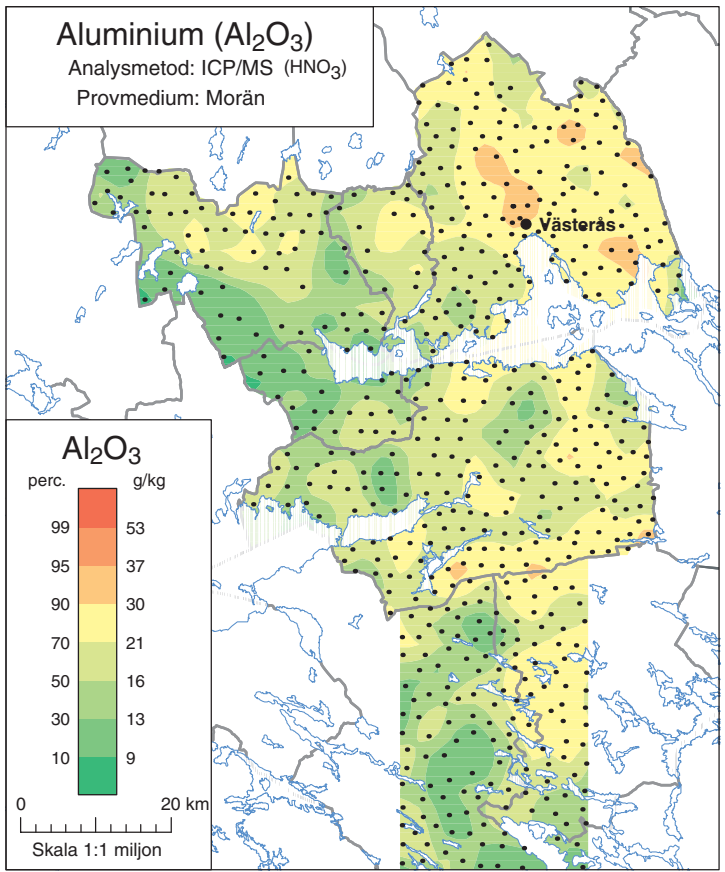 Aluminium (Al₂O₃)
Analysmetod: ICP/MS (HNO₃)
Provmedium: Morän
Västerås
Al₂O₃
perc. g/kg
99 53
95 37
90 30
70 21
50 16
30 13
10 9
0 20 km
Skala 1:1 miljon